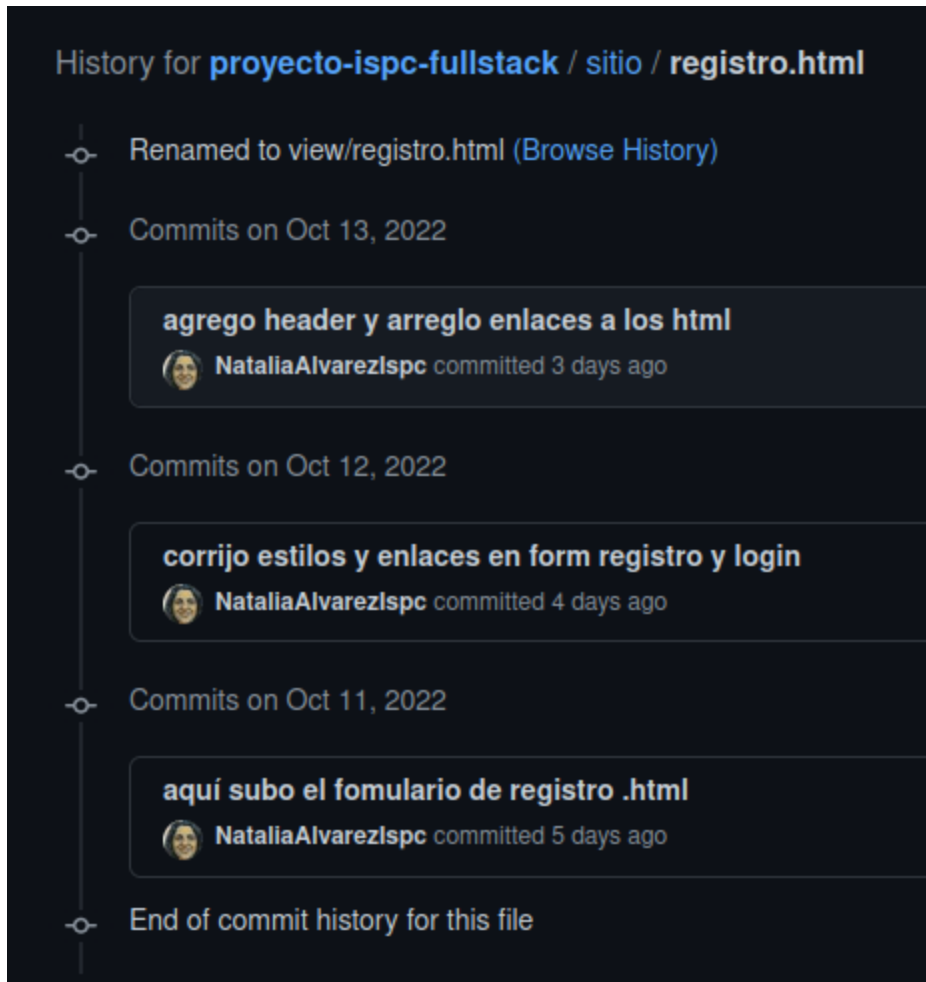 History for proyecto-ispc-fullstack / sitio / registro.html
Renamed to view/registro.html (Browse History)
Commits on Oct 13, 2022
agrego header y arreglo enlaces a los html
NataliaAlvarezIspc committed 3 days ago
Commits on Oct 12, 2022
corrijo estilos y enlaces en form registro y login
NataliaAlvarezIspc committed 4 days ago
Commits on Oct 11, 2022
aquí subo el fomulario de registro .html
NataliaAlvarezIspc committed 5 days ago
End of commit history for this file